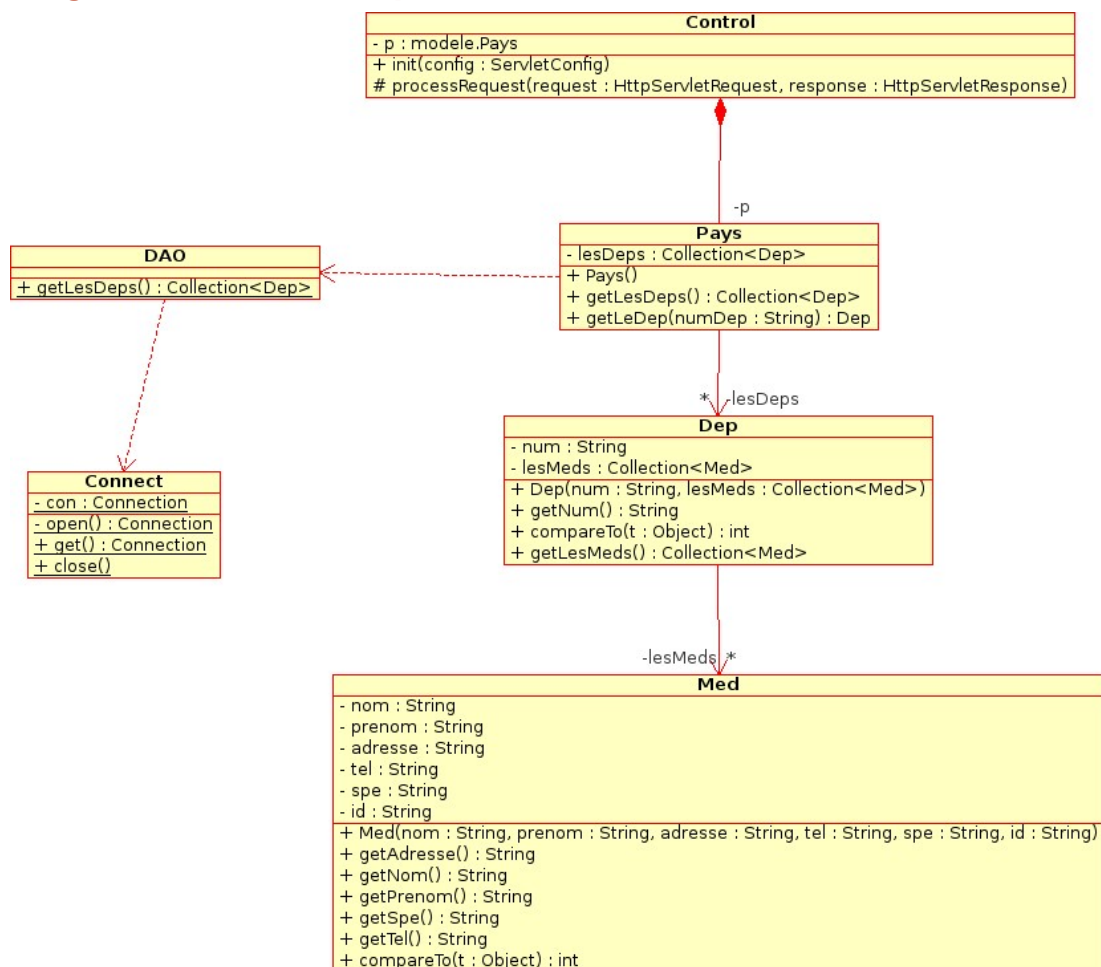 Control
- p : modele.Pays
+ init(config : ServletConfig)
# processRequest(request : HttpServletRequest, response : HttpServletResponse)
-p
Pays
- lesDeps : Collection<Dep>
+ Pays()
+ getLesDeps() : Collection<Dep>
+ getLeDep(numDep : String) : Dep
DAO
+ getLesDeps() : Collection<Dep>
* -lesDeps
Dep
- num : String
- lesMeds : Collection<Med>
+ Dep(num : String, lesMeds : Collection<Med>)
+ getNum() : String
+ compareTo(t : Object) : int
+ getLesMeds() : Collection<Med>
Connect
- con : Connection
- open() : Connection
+ get() : Connection
+ close()
-lesMeds *
Med
- nom : String
- prenom : String
- adresse : String
- tel : String
- spe : String
- id : String
+ Med(nom : String, prenom : String, adresse : String, tel : String, spe : String, id : String)
+ getAdresse() : String
+ getNom() : String
+ getPrenom() : String
+ getSpe() : String
+ getTel() : String
+ compareTo(t : Object) : int